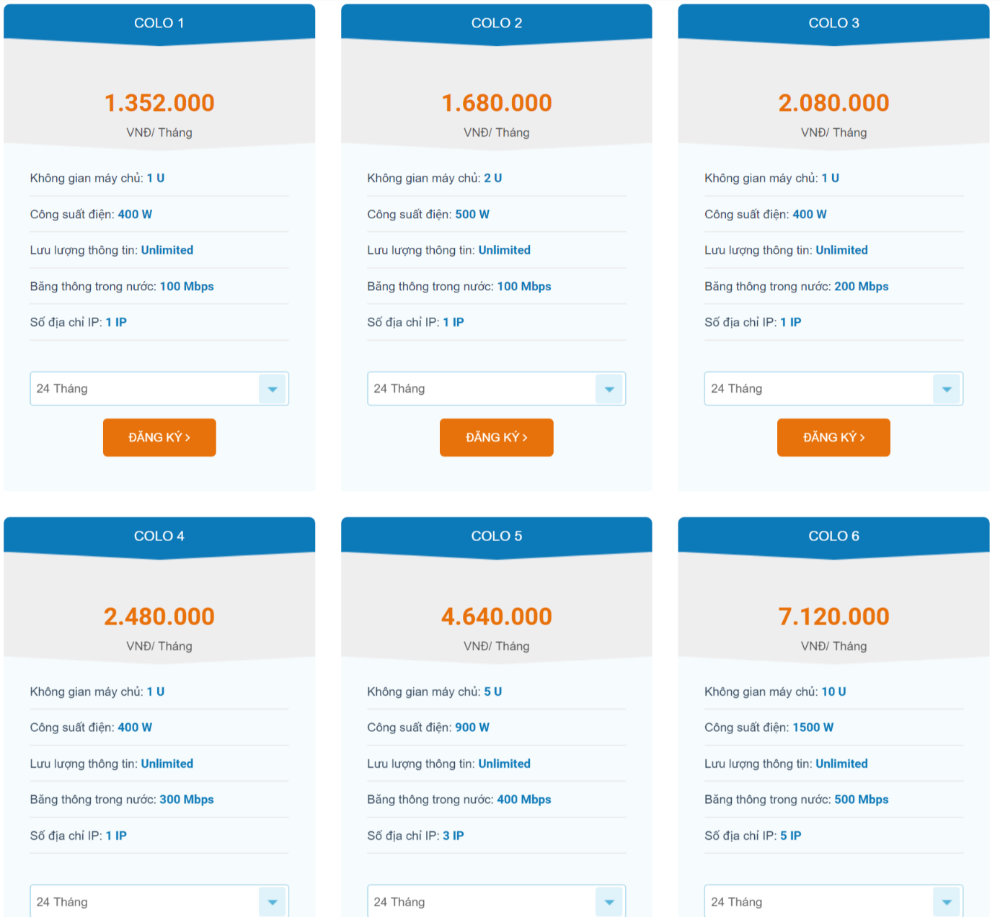 COLO 1
1.352.000
VNĐ/ Tháng
Không gian máy chủ: 1 U
Công suất điện: 400 W
Lưu lượng thông tin: Unlimited
Băng thông trong nước: 100 Mbps
Số địa chỉ IP: 1 IP
24 Tháng
ĐĂNG KÝ ›
COLO 2
1.680.000
VNĐ/ Tháng
Không gian máy chủ: 2 U
Công suất điện: 500 W
Lưu lượng thông tin: Unlimited
Băng thông trong nước: 100 Mbps
Số địa chỉ IP: 1 IP
24 Tháng
ĐĂNG KÝ ›
COLO 3
2.080.000
VNĐ/ Tháng
Không gian máy chủ: 1 U
Công suất điện: 400 W
Lưu lượng thông tin: Unlimited
Băng thông trong nước: 200 Mbps
Số địa chỉ IP: 1 IP
24 Tháng
ĐĂNG KÝ ›
COLO 4
2.480.000
VNĐ/ Tháng
Không gian máy chủ: 1 U
Công suất điện: 400 W
Lưu lượng thông tin: Unlimited
Băng thông trong nước: 300 Mbps
Số địa chỉ IP: 1 IP
24 Tháng
COLO 5
4.640.000
VNĐ/ Tháng
Không gian máy chủ: 5 U
Công suất điện: 900 W
Lưu lượng thông tin: Unlimited
Băng thông trong nước: 400 Mbps
Số địa chỉ IP: 3 IP
24 Tháng
COLO 6
7.120.000
VNĐ/ Tháng
Không gian máy chủ: 10 U
Công suất điện: 1500 W
Lưu lượng thông tin: Unlimited
Băng thông trong nước: 500 Mbps
Số địa chỉ IP: 5 IP
24 Tháng